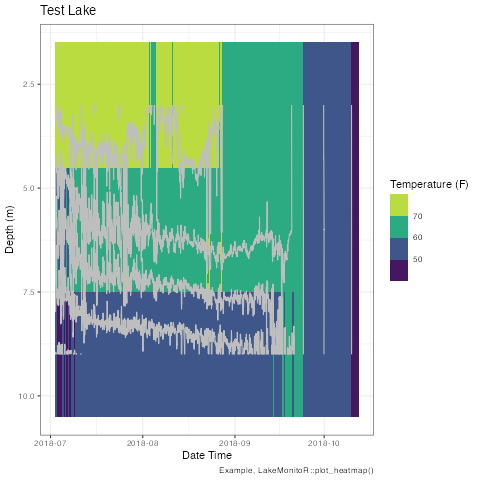 Test Lake
2.5
5.0
7.5
10.0
Depth (m)
2018-07
2018-08
2018-09
2018-10
Date Time
Temperature (F)
70
60
50
Example, LakeMonitoR::plot_heatmap()